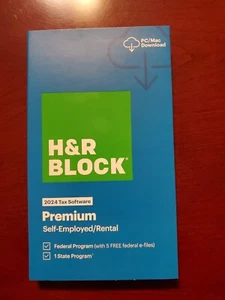 PC/Mac
Download
H&R
BLOCK®
2024 Tax Software
Premium
Self-Employed/Rental
Federal Program (with 5 FREE federal e-files)
1 State Program